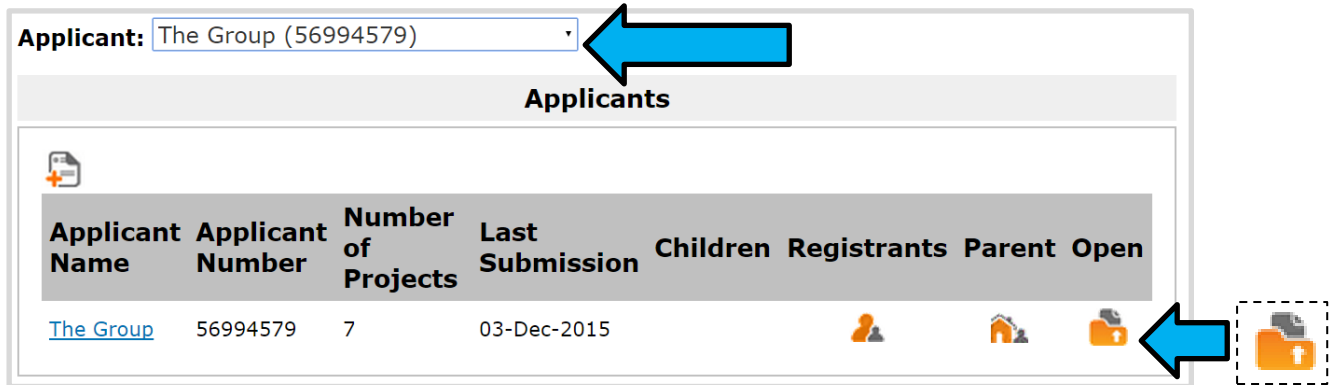 Applicant: The Group (56994579)
Applicants
Applicant Name Applicant Number Number of Projects Last Submission Children Registrants Parent Open
The Group 56994579 7 03-Dec-2015